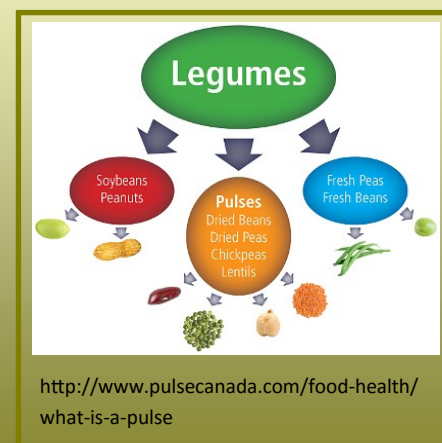 Legumes
Soybeans
Peanuts
Pulses
Dried Beans
Dried Peas
Chickpeas
Lentils
Fresh Peas
Fresh Beans
http://www.pulsecanada.com/food-health/
what-is-a-pulse